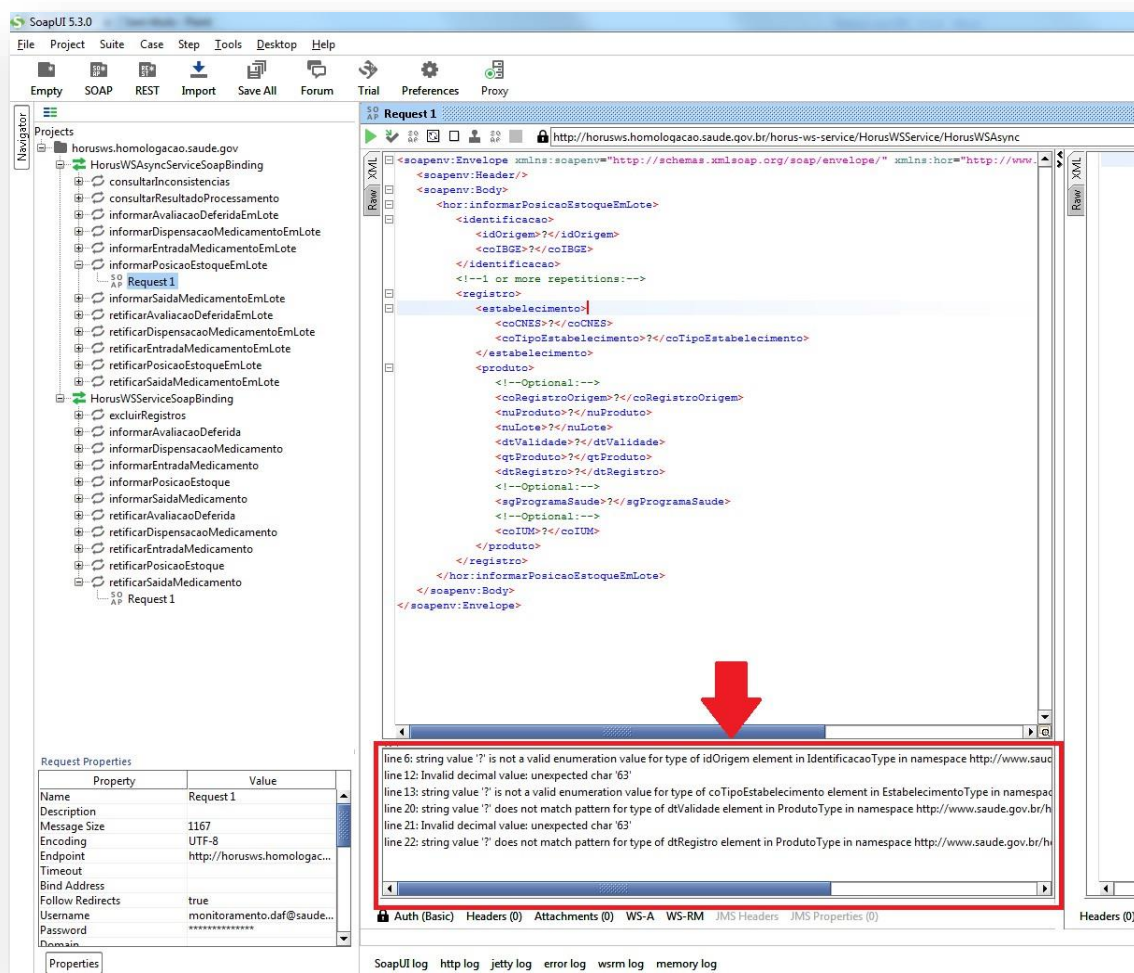 SoapUI 5.3.0
File Project Suite Case Step Tools Desktop Help
Empty SOAP REST Import Save All Forum Trial Preferences Proxy
Navigator
Projects
horusws.homologacao.saude.gov
HorusWSAsyncServiceSoapBinding
consultarInconsistencias
consultarResultadoProcessamento
informarAvaliacaoDeferidaEmLote
informarDispensacaoMedicamentoEmLote
informarEntradaMedicamentoEmLote
informarPosicaoEstoqueEmLote
SOAP Request 1
informarSaidaMedicamentoEmLote
retificarAvaliacaoDeferidaEmLote
retificarDispensacaoMedicamentoEmLote
retificarEntradaMedicamentoEmLote
retificarPosicaoEstoqueEmLote
retificarSaidaMedicamentoEmLote
HorusWSServiceSoapBinding
excluirRegistros
informarAvaliacaoDeferida
informarDispensacaoMedicamento
informarEntradaMedicamento
informarPosicaoEstoque
informarSaidaMedicamento
retificarAvaliacaoDeferida
retificarDispensacaoMedicamento
retificarEntradaMedicamento
retificarPosicaoEstoque
retificarSaidaMedicamento
SOAP Request 1
Request Properties
Property Value
Name Request 1
Description
Message Size 1167
Encoding UTF-8
Endpoint http://horusws.homologac...
Timeout
Bind Address
Follow Redirects true
Username monitoramento.daf@saude...
Password **************
Domain
Properties
SOAP Request 1
http://horusws.homologacao.saude.gov.br/horus-ws-service/HorusWSService/HorusWSAsync
XML
Raw
<soapenv:Envelope xmlns:soapenv="http://schemas.xmlsoap.org/soap/envelope/" xmlns:hor="http://www.
<soapenv:Header/>
<soapenv:Body>
<hor:informarPosicaoEstoqueEmLote>
<identificacao>
<idOrigem>?</idOrigem>
<coIBGE>?</coIBGE>
</identificacao>
<!--1 or more repetitions:-->
<registro>
<estabelecimento>
<coCNES>?</coCNES>
<coTipoEstabelecimento>?</coTipoEstabelecimento>
</estabelecimento>
<produto>
<!--Optional:-->
<coRegistroOrigem>?</coRegistroOrigem>
<nuProduto>?</nuProduto>
<nuLote>?</nuLote>
<dtValidade>?</dtValidade>
<qtProduto>?</qtProduto>
<dtRegistro>?</dtRegistro>
<!--Optional:-->
<sgProgramaSaude>?</sgProgramaSaude>
<!--Optional:-->
<coIUM>?</coIUM>
</produto>
</registro>
</hor:informarPosicaoEstoqueEmLote>
</soapenv:Body>
</soapenv:Envelope>
line 6: string value '?' is not a valid enumeration value for type of idOrigem element in IdentificacaoType in namespace http://www.saud
line 12: Invalid decimal value: unexpected char '63'
line 13: string value '?' is not a valid enumeration value for type of coTipoEstabelecimento element in EstabelecimentoType in namespac
line 20: string value '?' does not match pattern for type of dtValidade element in ProdutoType in namespace http://www.saude.gov.br/h
line 21: Invalid decimal value: unexpected char '63'
line 22: string value '?' does not match pattern for type of dtRegistro element in ProdutoType in namespace http://www.saude.gov.br/h
Auth (Basic) Headers (0) Attachments (0) WS-A WS-RM JMS Headers JMS Properties (0)
XML
Raw
Headers (0)
SoapUI log http log jetty log error log wsrm log memory log